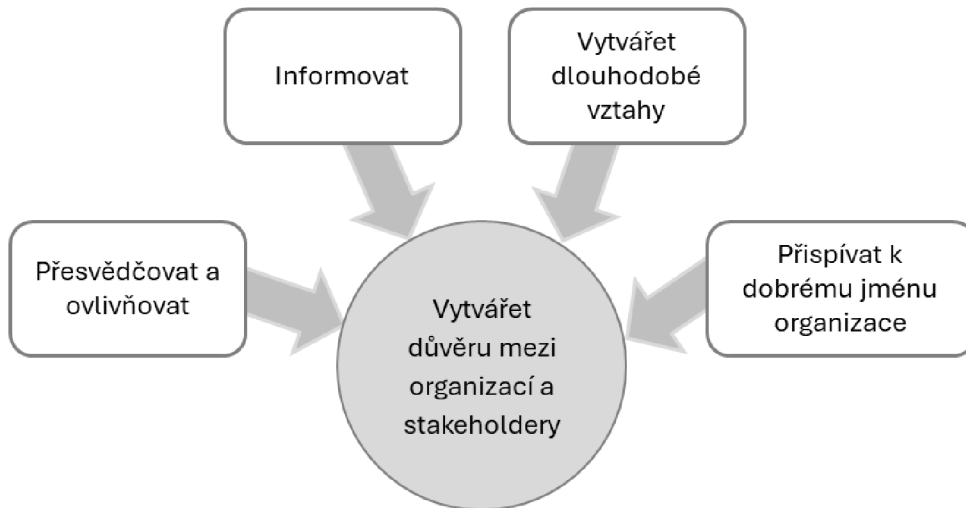 Informovat
Vytvářet
dlouhodobé
vztahy
Přesvědčovat a
ovlivňovat
Přispívat k
dobrému jménu
organizace
Vytvářet
důvěru mezi
organizací a
stakeholdery